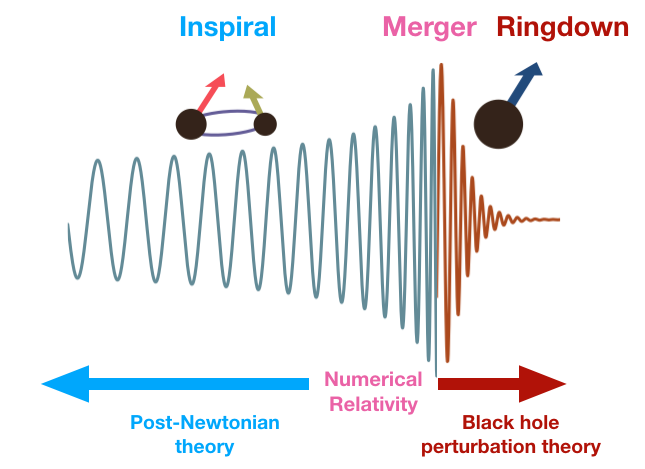 Inspiral
Merger
Ringdown
Numerical
Relativity
Post-Newtonian
theory
Black hole
perturbation theory